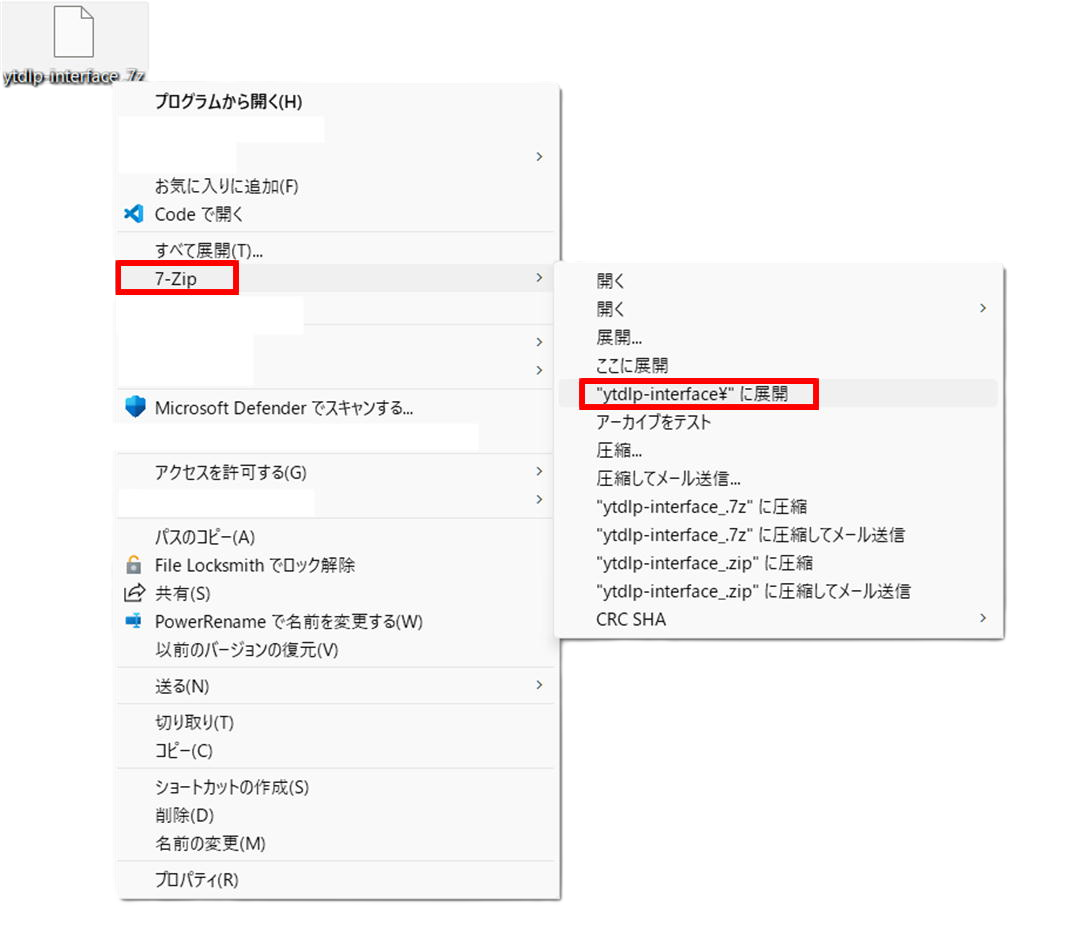 ytdlp-interface_.7z
プログラムから開く(H)
お気に入りに追加(F)
Code で開く
すべて展開(T)...
7-Zip
Microsoft Defender でスキャンする...
アクセスを許可する(G)
パスのコピー(A)
File Locksmith でロック解除
共有(S)
PowerRename で名前を変更する(W)
以前のバージョンの復元(V)
送る(N)
切り取り(T)
コピー(C)
ショートカットの作成(S)
削除(D)
名前の変更(M)
プロパティ(R)
開く
開く
展開...
ここに展開
"ytdlp-interface¥" に展開
アーカイブをテスト
圧縮...
圧縮してメール送信...
"ytdlp-interface_.7z" に圧縮
"ytdlp-interface_.7z" に圧縮してメール送信
"ytdlp-interface_.zip" に圧縮
"ytdlp-interface_.zip" に圧縮してメール送信
CRC SHA